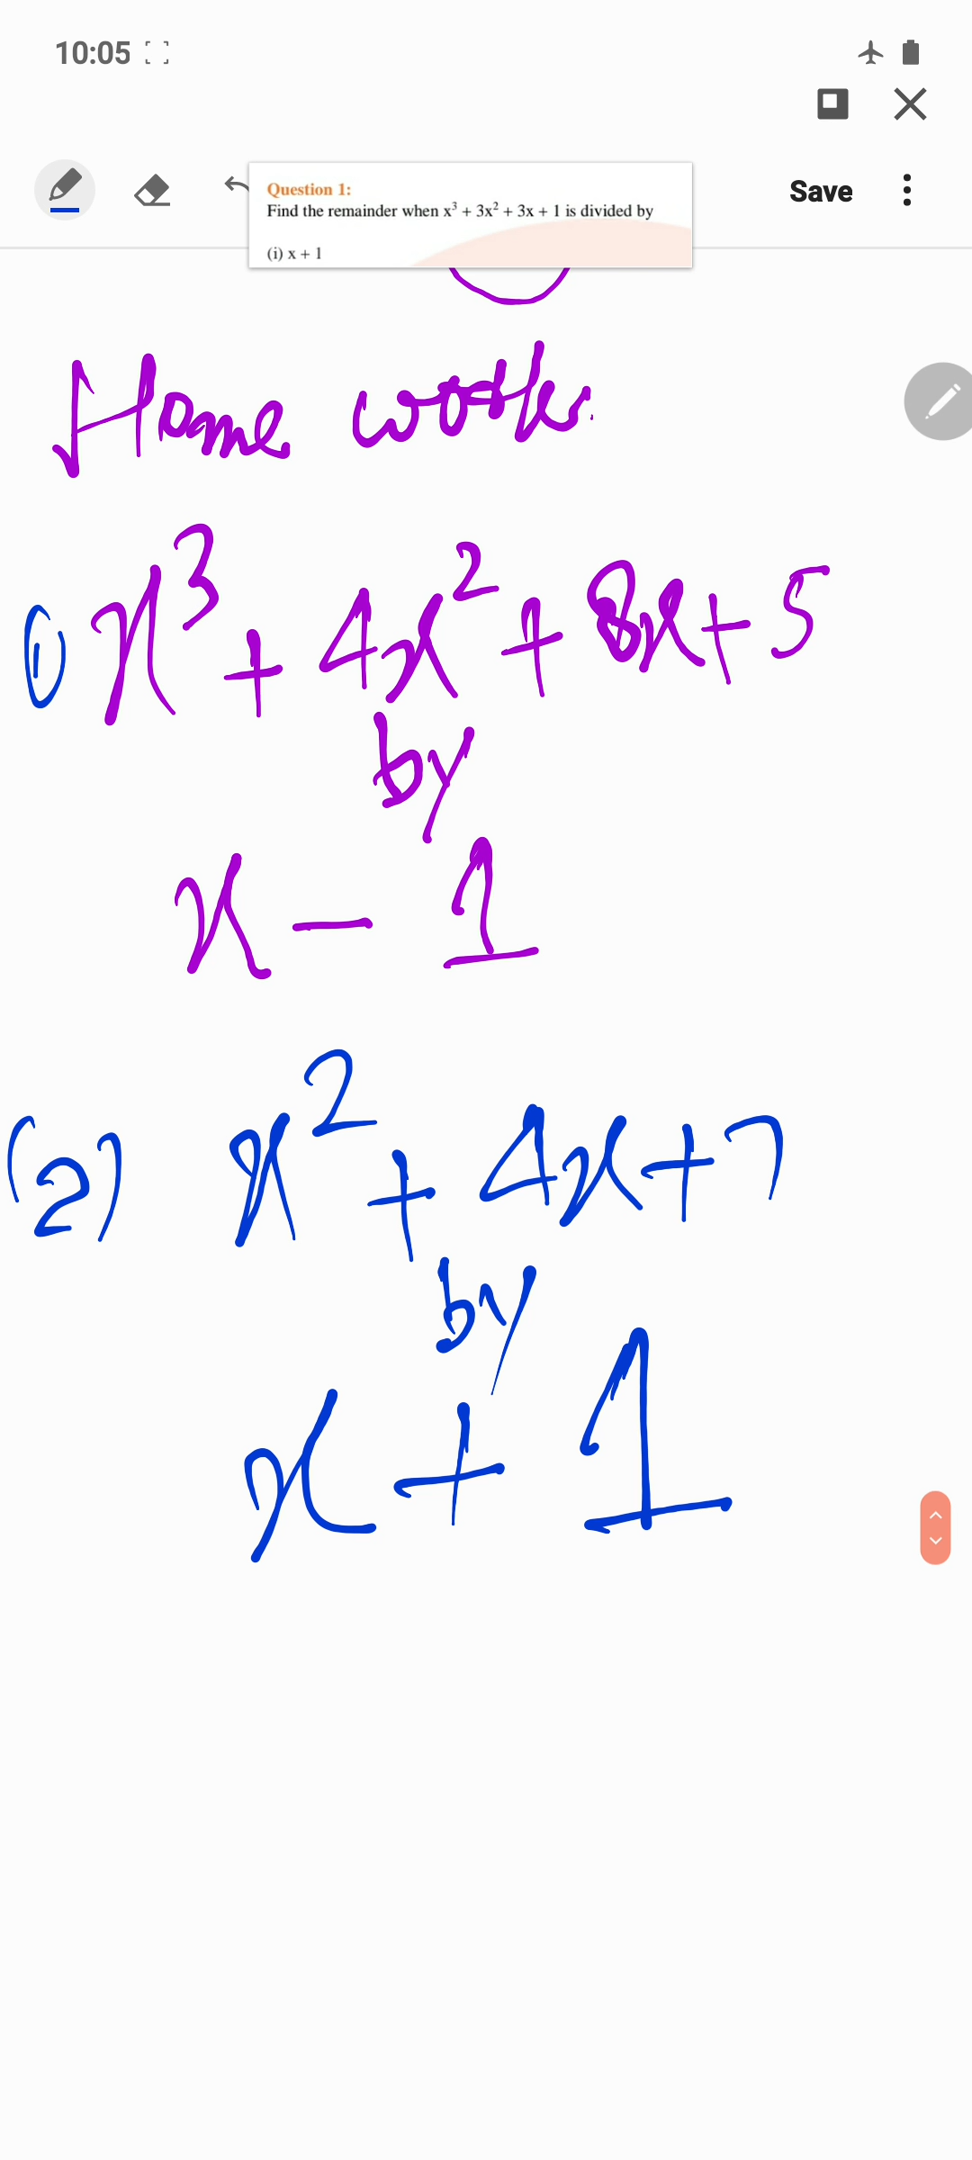 10:05
Save
Question 1:
Find the remainder when x³ + 3x² + 3x + 1 is divided by
(i) x + 1
Home work
① x³ + 4x² + 8x + 5
by
x - 1
(2) x² + 4x + 7
by
x + 1